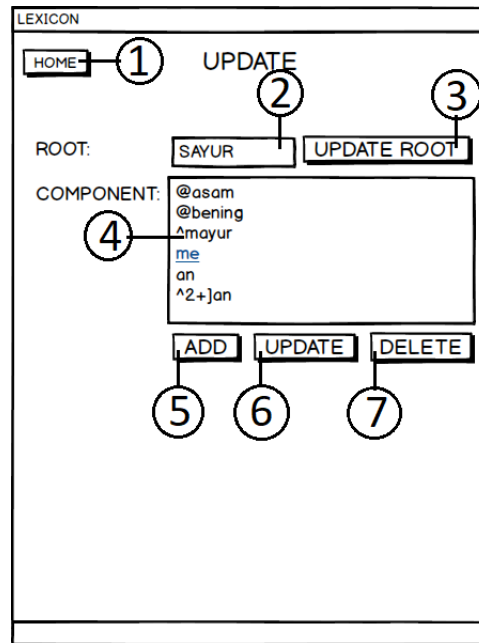 LEXICON
HOME 1 UPDATE
2 3
ROOT: SAYUR UPDATE ROOT
COMPONENT: @asam
@bening
4 ^mayur
me
an
^2+]an
ADD UPDATE DELETE
5 6 7